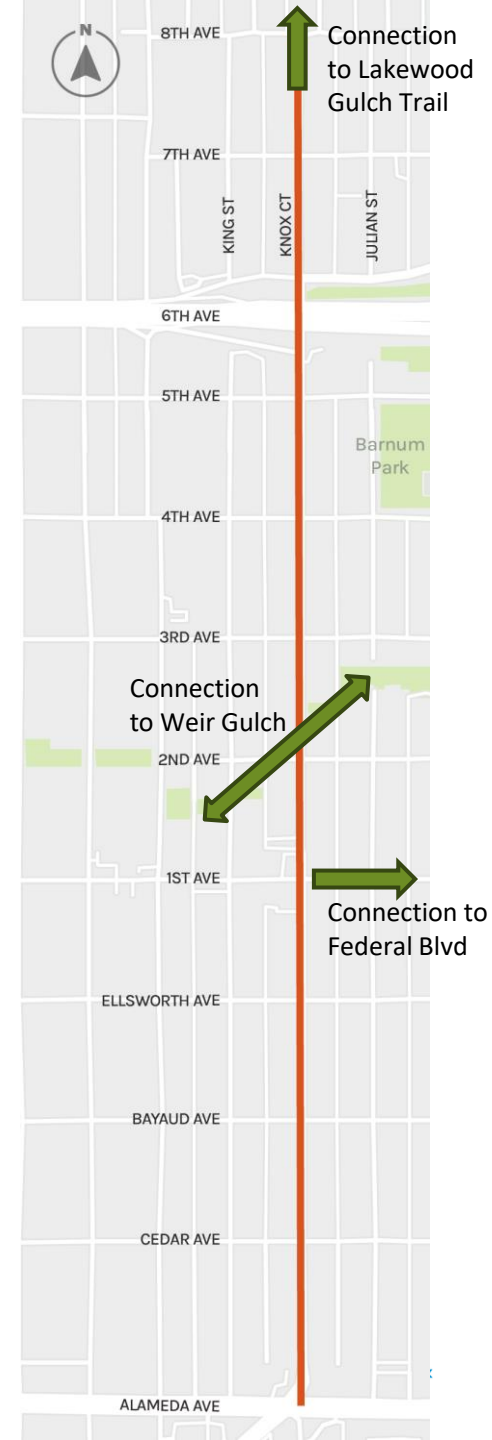 N
8TH AVE
Connection
to Lakewood
Gulch Trail
7TH AVE
KING ST
KNOX CT
JULIAN ST
6TH AVE
5TH AVE
Barnum
Park
4TH AVE
3RD AVE
Connection
to Weir Gulch
2ND AVE
1ST AVE
Connection to
Federal Blvd
ELLSWORTH AVE
BAYAUD AVE
CEDAR AVE
ALAMEDA AVE